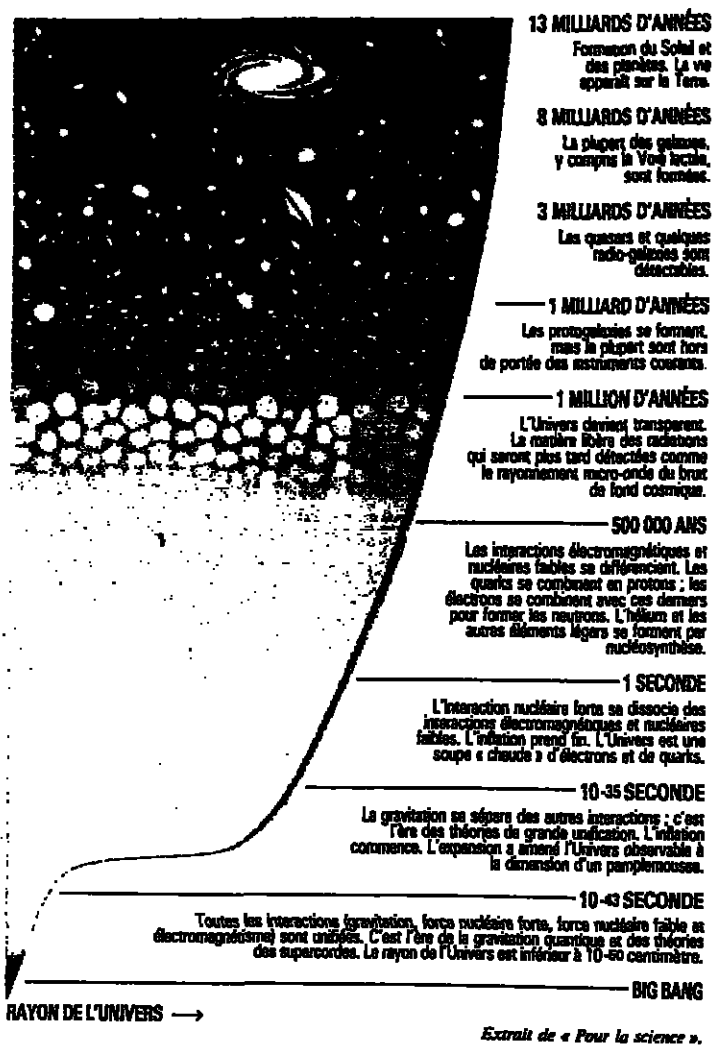 13 MILLIARDS D'ANNÉES
Formation du Soleil et
des planètes. La vie
apparaît sur la Terre.
8 MILLIARDS D'ANNÉES
La plupart des galaxies,
y compris la Voie lactée,
sont formées.
3 MILLIARDS D'ANNÉES
Les quasars et quelques
radio-galaxies sont
détectables.
1 MILLIARD D'ANNÉES
Les protogalaxies se forment,
mais la plupart sont hors
de portée des instruments courants.
1 MILLION D'ANNÉES
L'Univers devient transparent.
La matière libère des radiations
qui seront plus tard détectées comme
le rayonnement micro-onde du bruit
de fond cosmique.
500 000 ANS
Les interactions électromagnétiques et
nucléaires faibles se différencient. Les
quarks se combinent en protons ; les
électrons se combinent avec ces derniers
pour former les neutrons. L'hélium et les
autres éléments légers se forment par
nucléosynthèse.
1 SECONDE
L'interaction nucléaire forte se dissocie des
interactions électromagnétiques et nucléaires
faibles. L'inflation prend fin. L'Univers est une
soupe « chaude » d'électrons et de quarks.
10-35 SECONDE
La gravitation se sépare des autres interactions ; c'est
l'ère des théories de grande unification. L'inflation
commence. L'expansion a amené l'Univers observable à
la dimension d'un pamplemousse.
10-43 SECONDE
Toutes les interactions (gravitation, force nucléaire forte, force nucléaire faible et
électromagnétisme) sont unifiées. C'est l'ère de la gravitation quantique et des théories
des supercordes. Le rayon de l'Univers est inférieur à 10-50 centimètre.
BIG BANG
RAYON DE L'UNIVERS →
Extrait de « Pour la science ».